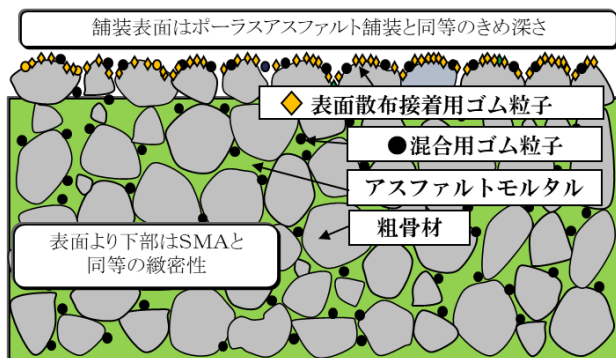 舗装表面はポーラスアスファルト舗装と同等のきめ深さ
表面散布接着用ゴム粒子
混合用ゴム粒子
アスファルトモルタル
粗骨材
表面より下部はSMAと
同等の緻密性